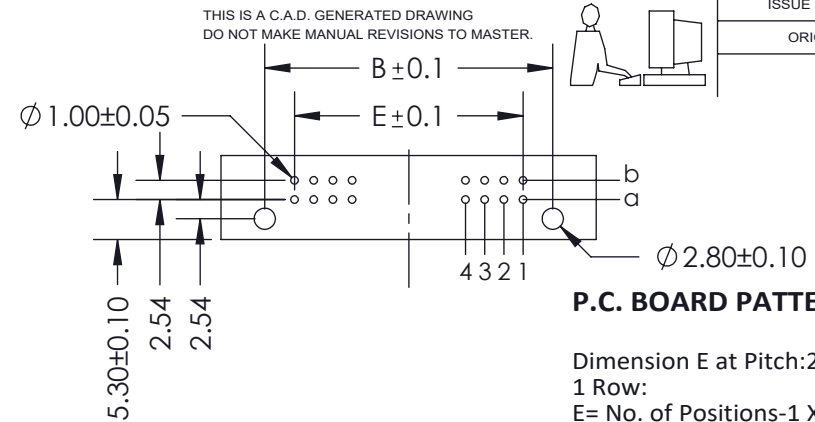 THIS IS A C.A.D. GENERATED DRAWING
DO NOT MAKE MANUAL REVISIONS TO MASTER.
ISSUE
B±0.1
E±0.1
∅1.00±0.05
b
a
4 3 2 1
∅2.80±0.10
5.30±0.10
2.54
2.54
P.C. BOARD
Dimension E at Pitch:2
1 Row:
E= No. of Positions-1 X